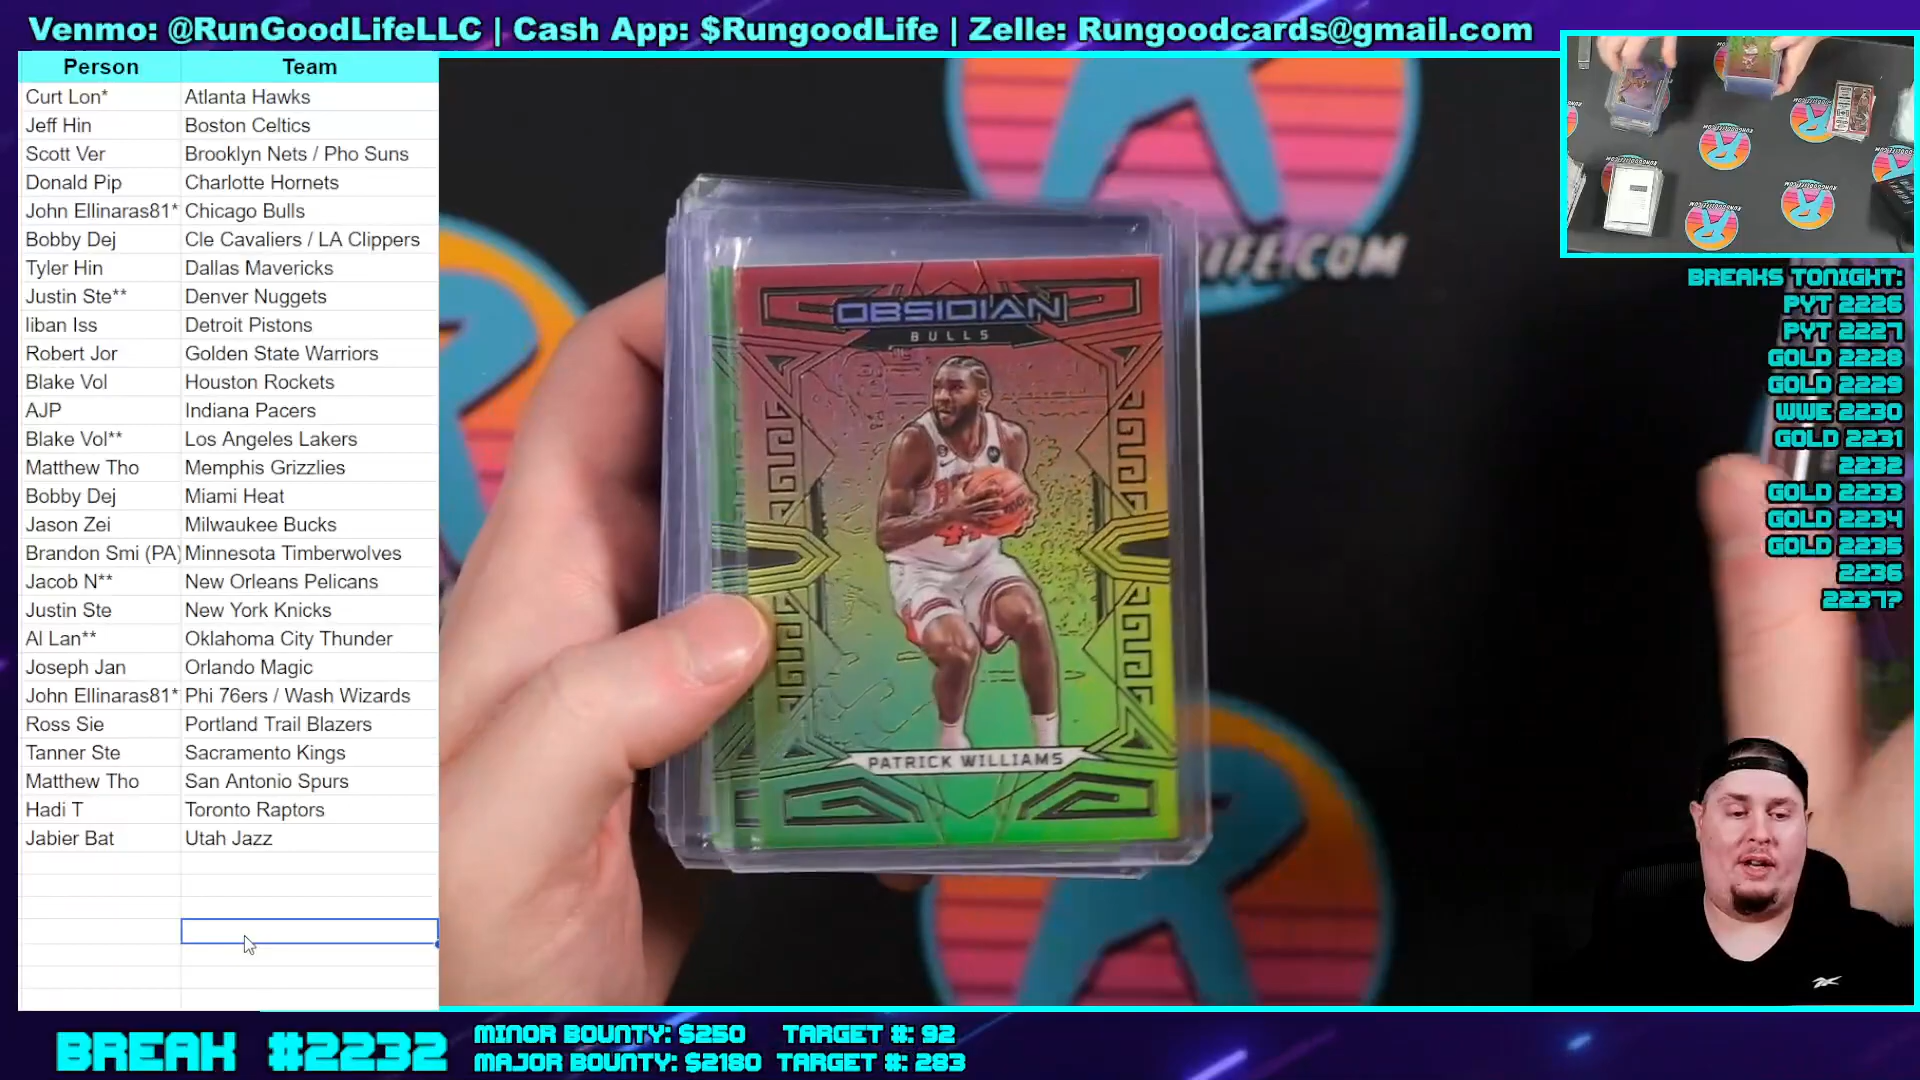 Venmo: @RunGoodLifeLLC | Cash App: $RungoodLife | Zelle: Rungoodcards@gmail.com
Person Team
Curt Lon* Atlanta Hawks
Jeff Hin Boston Celtics
Scott Ver Brooklyn Nets / Pho Suns
Donald Pip Charlotte Hornets
John Ellinaras81* Chicago Bulls
Bobby Dej Cle Cavaliers / LA Clippers
Tyler Hin Dallas Mavericks
Justin Ste** Denver Nuggets
liban Iss Detroit Pistons
Robert Jor Golden State Warriors
Blake Vol Houston Rockets
AJP Indiana Pacers
Blake Vol** Los Angeles Lakers
Matthew Tho Memphis Grizzlies
Bobby Dej Miami Heat
Jason Zei Milwaukee Bucks
Brandon Smi (PA) Minnesota Timberwolves
Jacob N** New Orleans Pelicans
Justin Ste New York Knicks
Al Lan** Oklahoma City Thunder
Joseph Jan Orlando Magic
John Ellinaras81* Phi 76ers / Wash Wizards
Ross Sie Portland Trail Blazers
Tanner Ste Sacramento Kings
Matthew Tho San Antonio Spurs
Hadi T Toronto Raptors
Jabier Bat Utah Jazz
LIFE.COM
OBSIDIAN
BULLS
PATRICK WILLIAMS
BREAKS TONIGHT:
PYT 2226
PYT 2227
GOLD 2228
GOLD 2229
WWE 2230
GOLD 2231
2232
GOLD 2233
GOLD 2234
GOLD 2235
2236
2237?
BREAK #2232
MINOR BOUNTY: $250 TARGET #: 92
MAJOR BOUNTY: $2180 TARGET #: 283